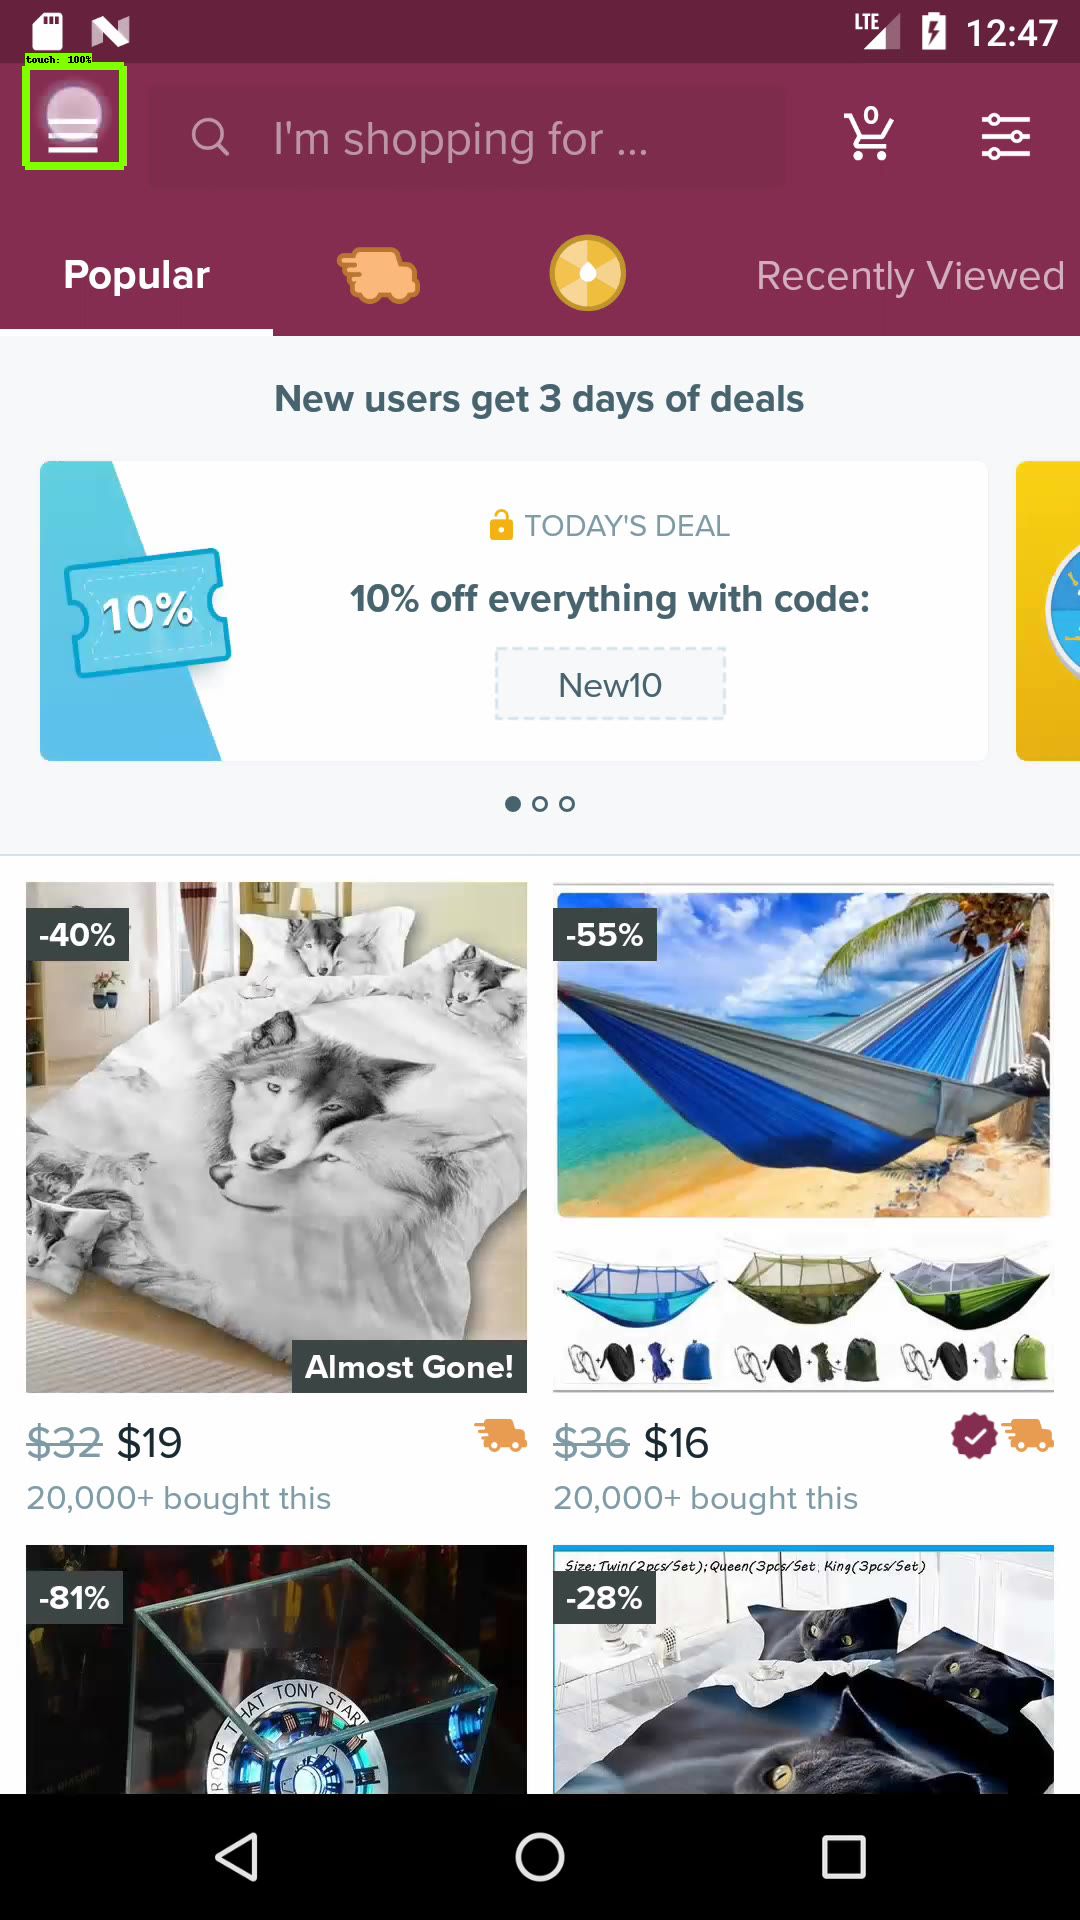 LTE 12:47
touch: 100%
I'm shopping for ...
0
Popular
Recently Viewed
New users get 3 days of deals
TODAY'S DEAL
10% off everything with code:
10%
New10
-40%
-55%
Almost Gone!
$32 $19
$36 $16
20,000+ bought this
20,000+ bought this
-81%
Size:Twin(2pcs/Set);Queen(3pcs/Set King(3pcs/Set)
-28%
ROOF THAT TONY STAR